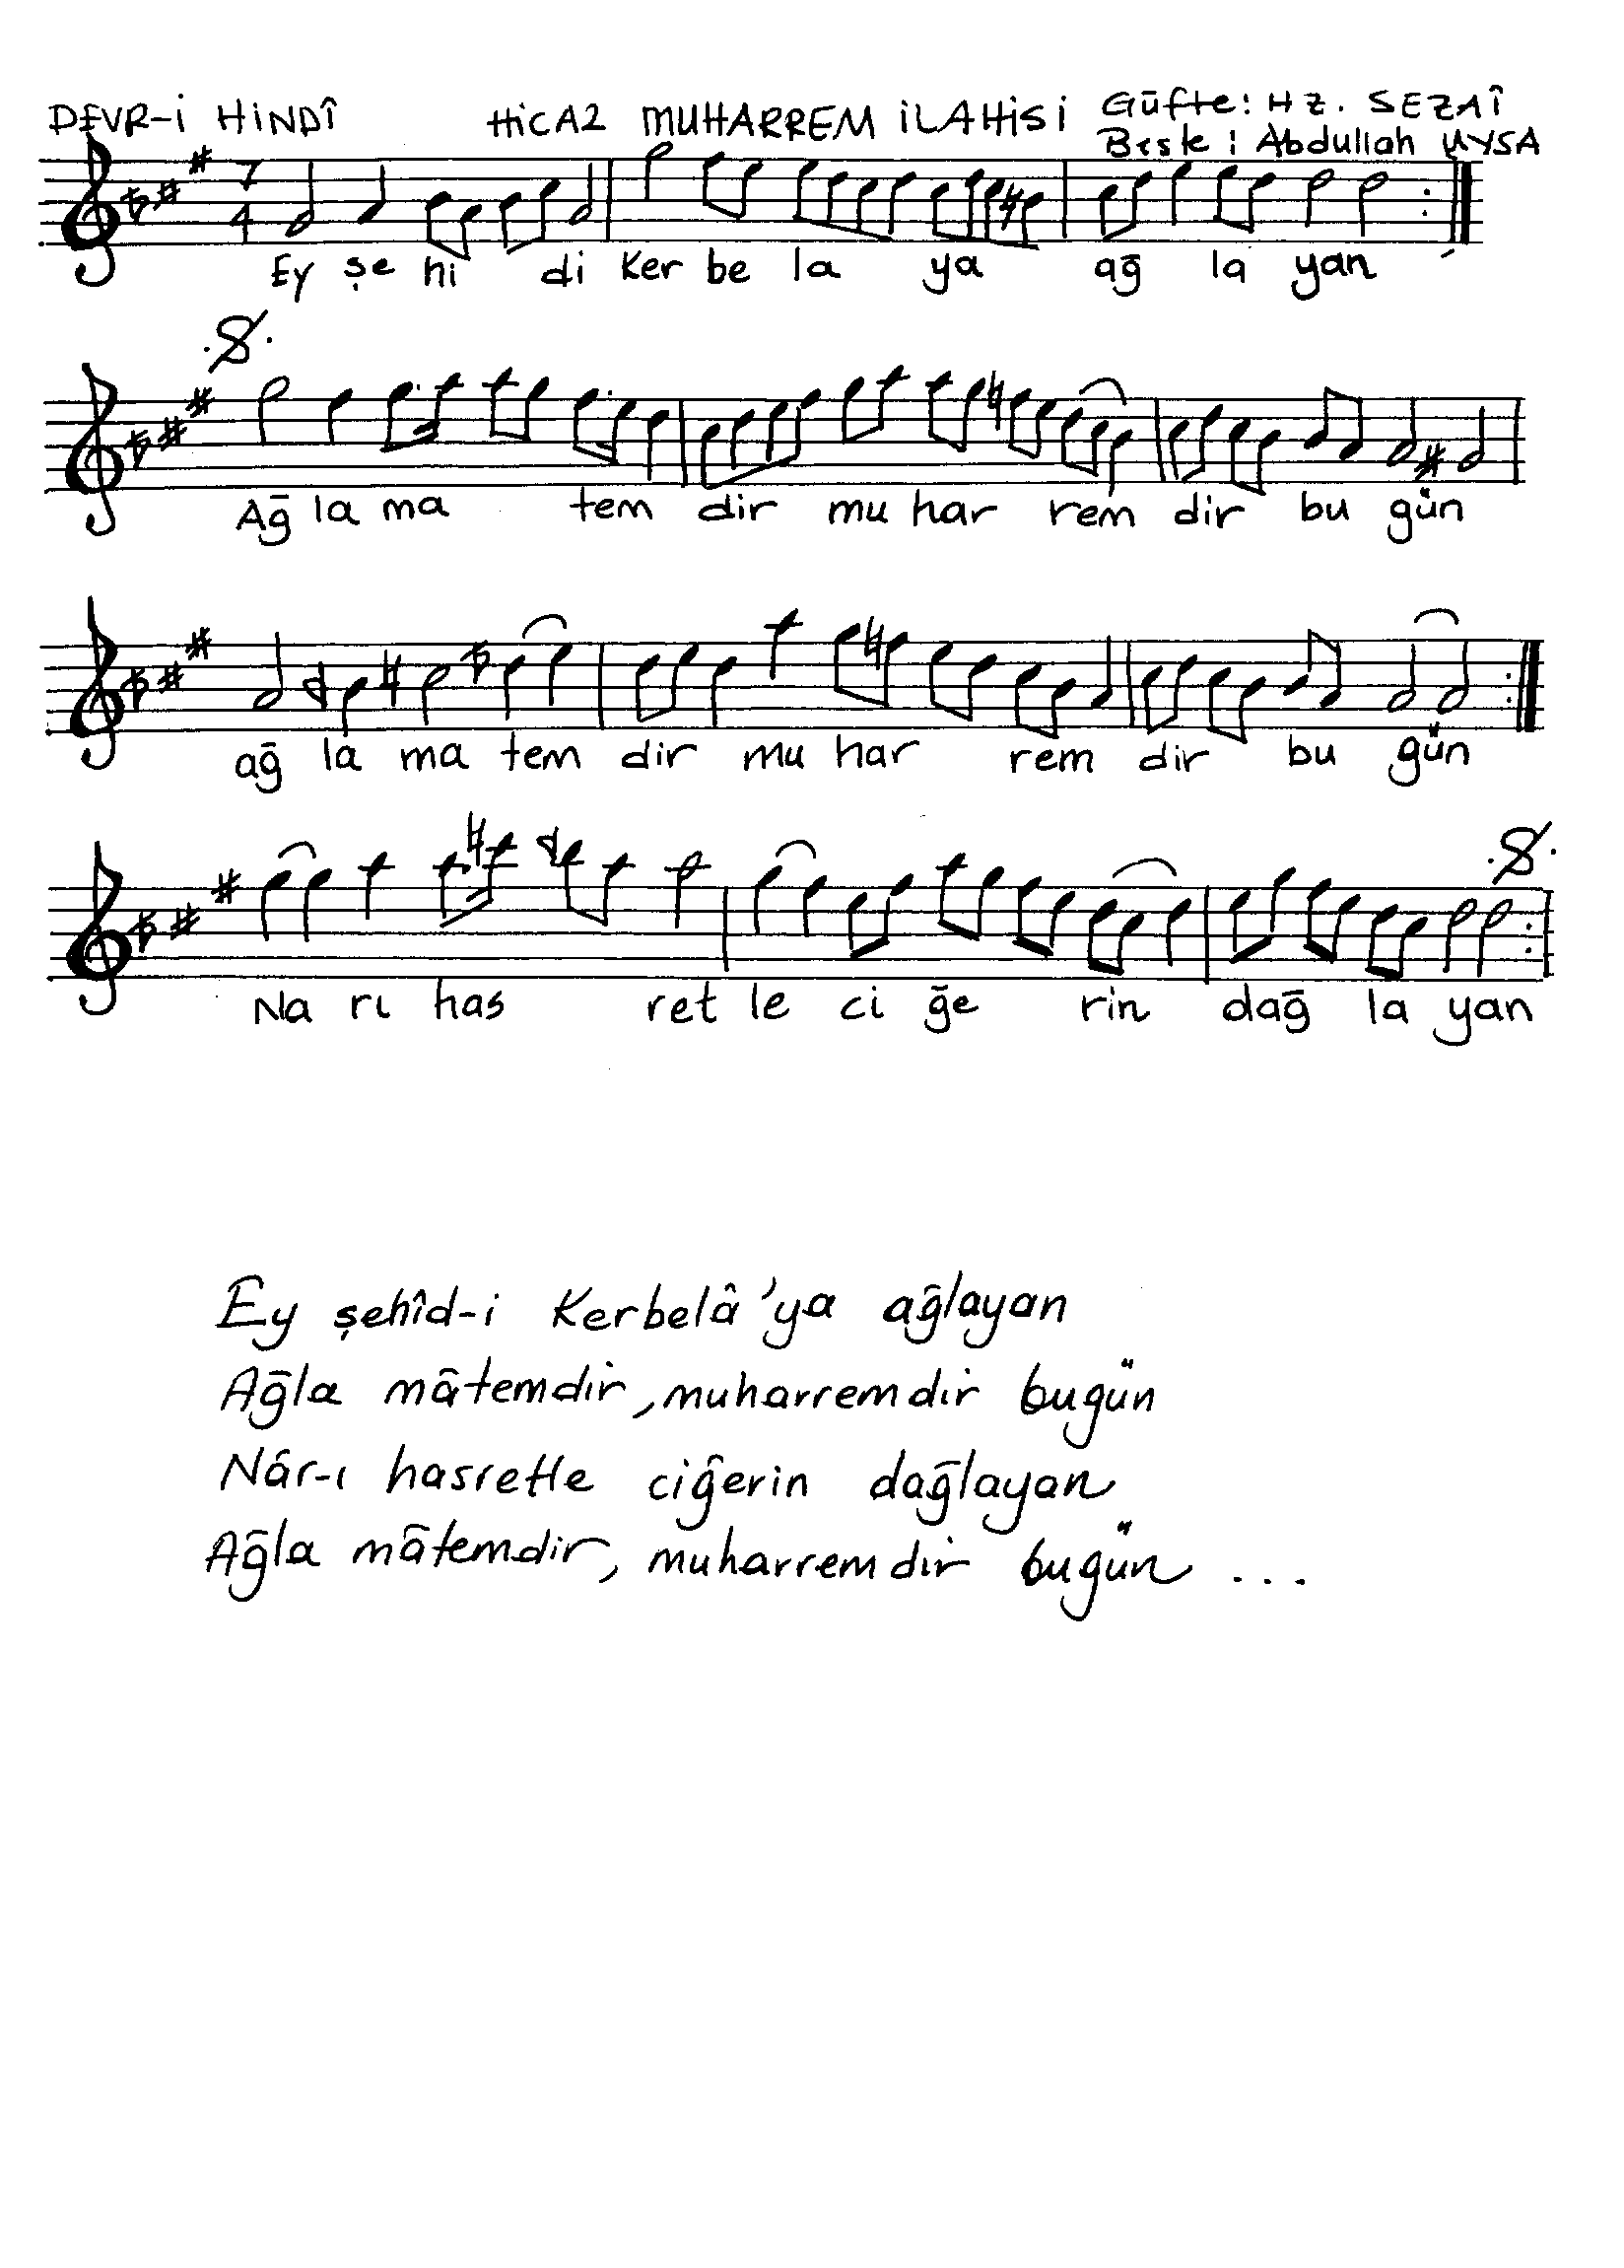 DEVR-İ HİNDÎ HİCAZ MUHARREM İLAHİSİ Güfte: HZ. SEZAÎ
Beste : Abdullah UYSA
7
4
Ey şe hi di Ker be la ya ağ la yan
Ağ la ma tem dir mu har rem dir bu gün
ağ la ma tem dir mu har rem dir bu gün
Na rı has ret le ci ğe rin dağ la yan
Ey şehîd-i Kerbelâ'ya ağlayan
Ağla mâtemdir, muharremdir bugün
Nâr-ı hasretle ciğerin dağlayan
Ağla mâtemdir, muharremdir bugün ...